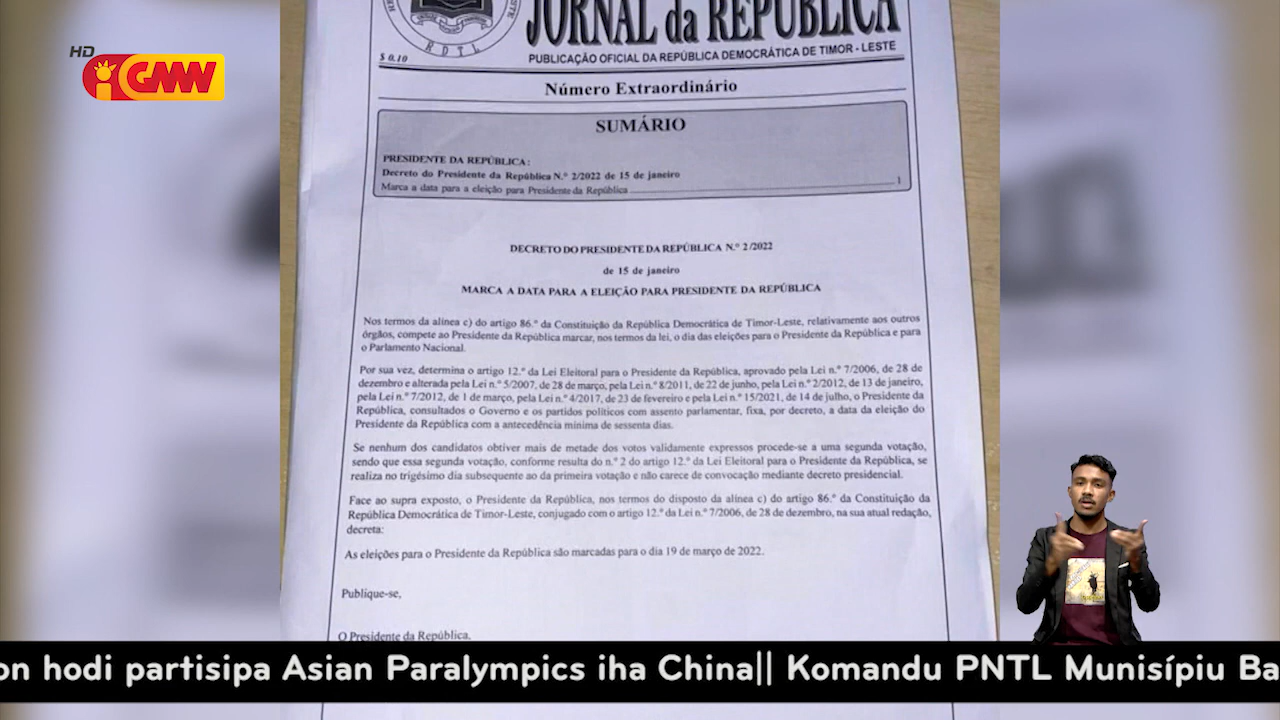 HD
GMN
JORNAL da REPÚBLICA
RDTL
$ 0.10
PUBLICAÇÃO OFICIAL DA REPÚBLICA DEMOCRÁTICA DE TIMOR - LESTE
Número Extraordinário
SUMÁRIO
PRESIDENTE DA REPÚBLICA :
Decreto do Presidente da República N.º 2/2022 de 15 de janeiro
Marca a data para a eleição para Presidente da República 1
DECRETO DO PRESIDENTE DA REPÚBLICA N.º 2/2022
de 15 de janeiro
MARCA A DATA PARA A ELEIÇÃO PARA PRESIDENTE DA REPÚBLICA
Nos termos da alínea c) do artigo 86.º da Constituição da República Democrática de Timor-Leste, relativamente aos outros
órgãos, compete ao Presidente da República marcar, nos termos da lei, o dia das eleições para o Presidente da República e para
o Parlamento Nacional.
Por sua vez, determina o artigo 12.º da Lei Eleitoral para o Presidente da República, aprovado pela Lei n.º 7/2006, de 28 de
dezembro e alterada pela Lei n.º 5/2007, de 28 de março, pela Lei n.º 8/2011, de 22 de junho, pela Lei n.º 2/2012, de 13 de janeiro,
pela Lei n.º 7/2012, de 1 de março, pela Lei n.º 4/2017, de 23 de fevereiro e pela Lei n.º 15/2021, de 14 de julho, o Presidente da
República, consultados o Governo e os partidos políticos com assento parlamentar, fixa, por decreto, a data da eleição do
Presidente da República com a antecedência mínima de sessenta dias.
Se nenhum dos candidatos obtiver mais de metade dos votos validamente expressos procede-se a uma segunda votação,
sendo que essa segunda votação, conforme resulta do n.º 2 do artigo 12.º da Lei Eleitoral para o Presidente da República, se
realiza no trigésimo dia subsequente ao da primeira votação e não carece de convocação mediante decreto presidencial.
Face ao supra exposto, o Presidente da República, nos termos do disposto da alínea c) do artigo 86.º da Constituição da
República Democrática de Timor-Leste, conjugado com o artigo 12.º da Lei n.º 7/2006, de 28 de dezembro, na sua atual redação,
decreta:
As eleições para o Presidente da República são marcadas para o dia 19 de março de 2022.
Publique-se,
O Presidente da República,
on hodi partisipa Asian Paralympics iha China|| Komandu PNTL Munisípiu Ba